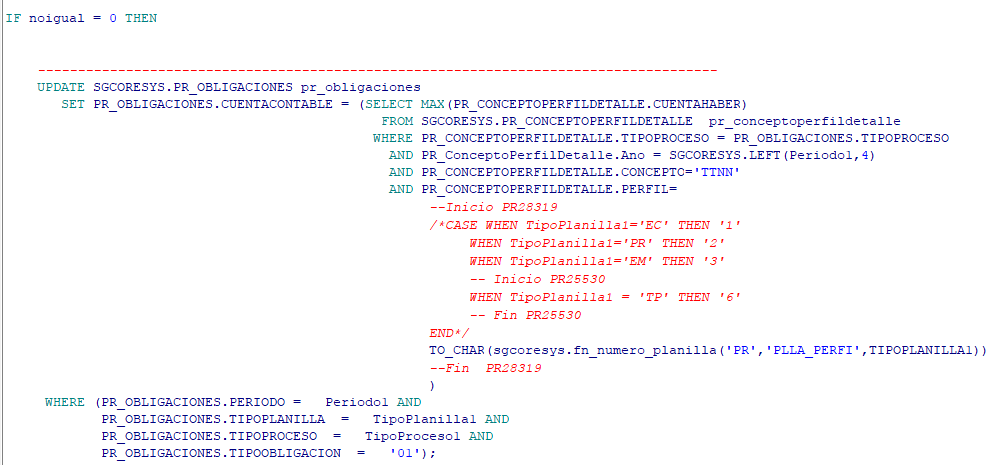 IF noigual = 0 THEN
-------------------------------------------------------------------------------------
UPDATE SGCORESYS.PR_OBLIGACIONES pr_obligaciones
SET PR_OBLIGACIONES.CUENTACONTABLE = (SELECT MAX(PR_CONCEPTOPERFILDETALLE.CUENTAHABER)
FROM SGCORESYS.PR_CONCEPTOPERFILDETALLE  pr_conceptoperfildetalle
WHERE PR_CONCEPTOPERFILDETALLE.TIPOPROCESO = PR_OBLIGACIONES.TIPOPROCESO
AND PR_ConceptoPerfilDetalle.Ano = SGCORESYS.LEFT(Periodo1,4)
AND PR_CONCEPTOPERFILDETALLE.CONCEPTO='TTNN'
AND PR_CONCEPTOPERFILDETALLE.PERFIL=
--Inicio PR28319
/*CASE WHEN TipoPlanilla1='EC' THEN '1'
WHEN TipoPlanilla1='PR' THEN '2'
WHEN TipoPlanilla1='EM' THEN '3'
-- Inicio PR25530
WHEN TipoPlanilla1 = 'TP' THEN '6'
-- Fin PR25530
END*/
TO_CHAR(sgcoresys.fn_numero_planilla('PR','PLLA_PERFI',TIPOPLANILLA1))
--Fin  PR28319
)
WHERE (PR_OBLIGACIONES.PERIODO =   Periodo1 AND
PR_OBLIGACIONES.TIPOPLANILLA  =   TipoPlanilla1 AND
PR_OBLIGACIONES.TIPOPROCESO  =   TipoProceso1 AND
PR_OBLIGACIONES.TIPOOBLIGACION  =   '01');